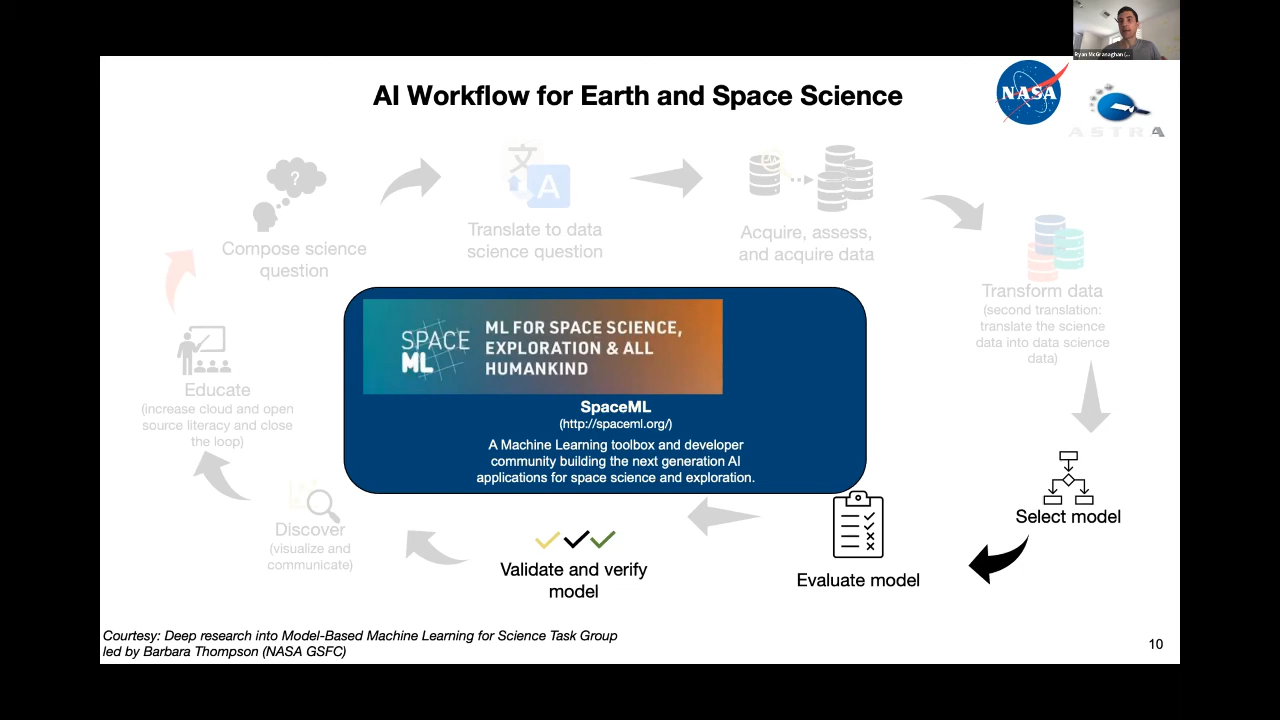 Ryan McGranaghan (...
AI Workflow for Earth and Space Science
NASA
ASTRA
?
文
A
Compose science
question
Translate to data
science question
Acquire, assess,
and acquire data
Transform data
(second translation:
translate the science
data into data science
data)
Select model
Evaluate model
Validate and verify
model
Discover
(visualize and
communicate)
Educate
(increase cloud and open
source literacy and close
the loop)
SPACE
ML
ML FOR SPACE SCIENCE,
EXPLORATION & ALL
HUMANKIND
SpaceML
(http://spaceml.org/)
A Machine Learning toolbox and developer
community building the next generation AI
applications for space science and exploration.
Courtesy: Deep research into Model-Based Machine Learning for Science Task Group
led by Barbara Thompson (NASA GSFC)
10